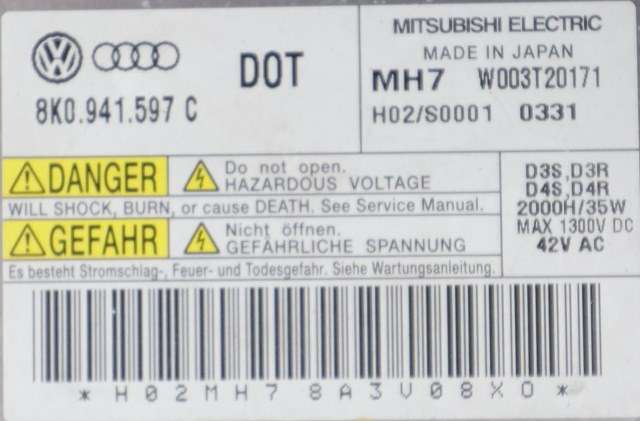 8K0.941.597 C
DOT
MITSUBISHI ELECTRIC
MADE IN JAPAN
MH7 W003T20171
H02/S0001 0331
DANGER
Do not open.
HAZARDOUS VOLTAGE
WILL SHOCK, BURN, or cause DEATH. See Service Manual.
GEFAHR
Nicht öffnen.
GEFÄHRLICHE SPANNUNG
Es besteht Stromschlag-, Feuer- und Todesgefahr. Siehe Wartungsanleitung.
D3S,D3R
D4S,D4R
2000H/35W
MAX 1300V DC
42V AC
*H02MH78A3V08X0*